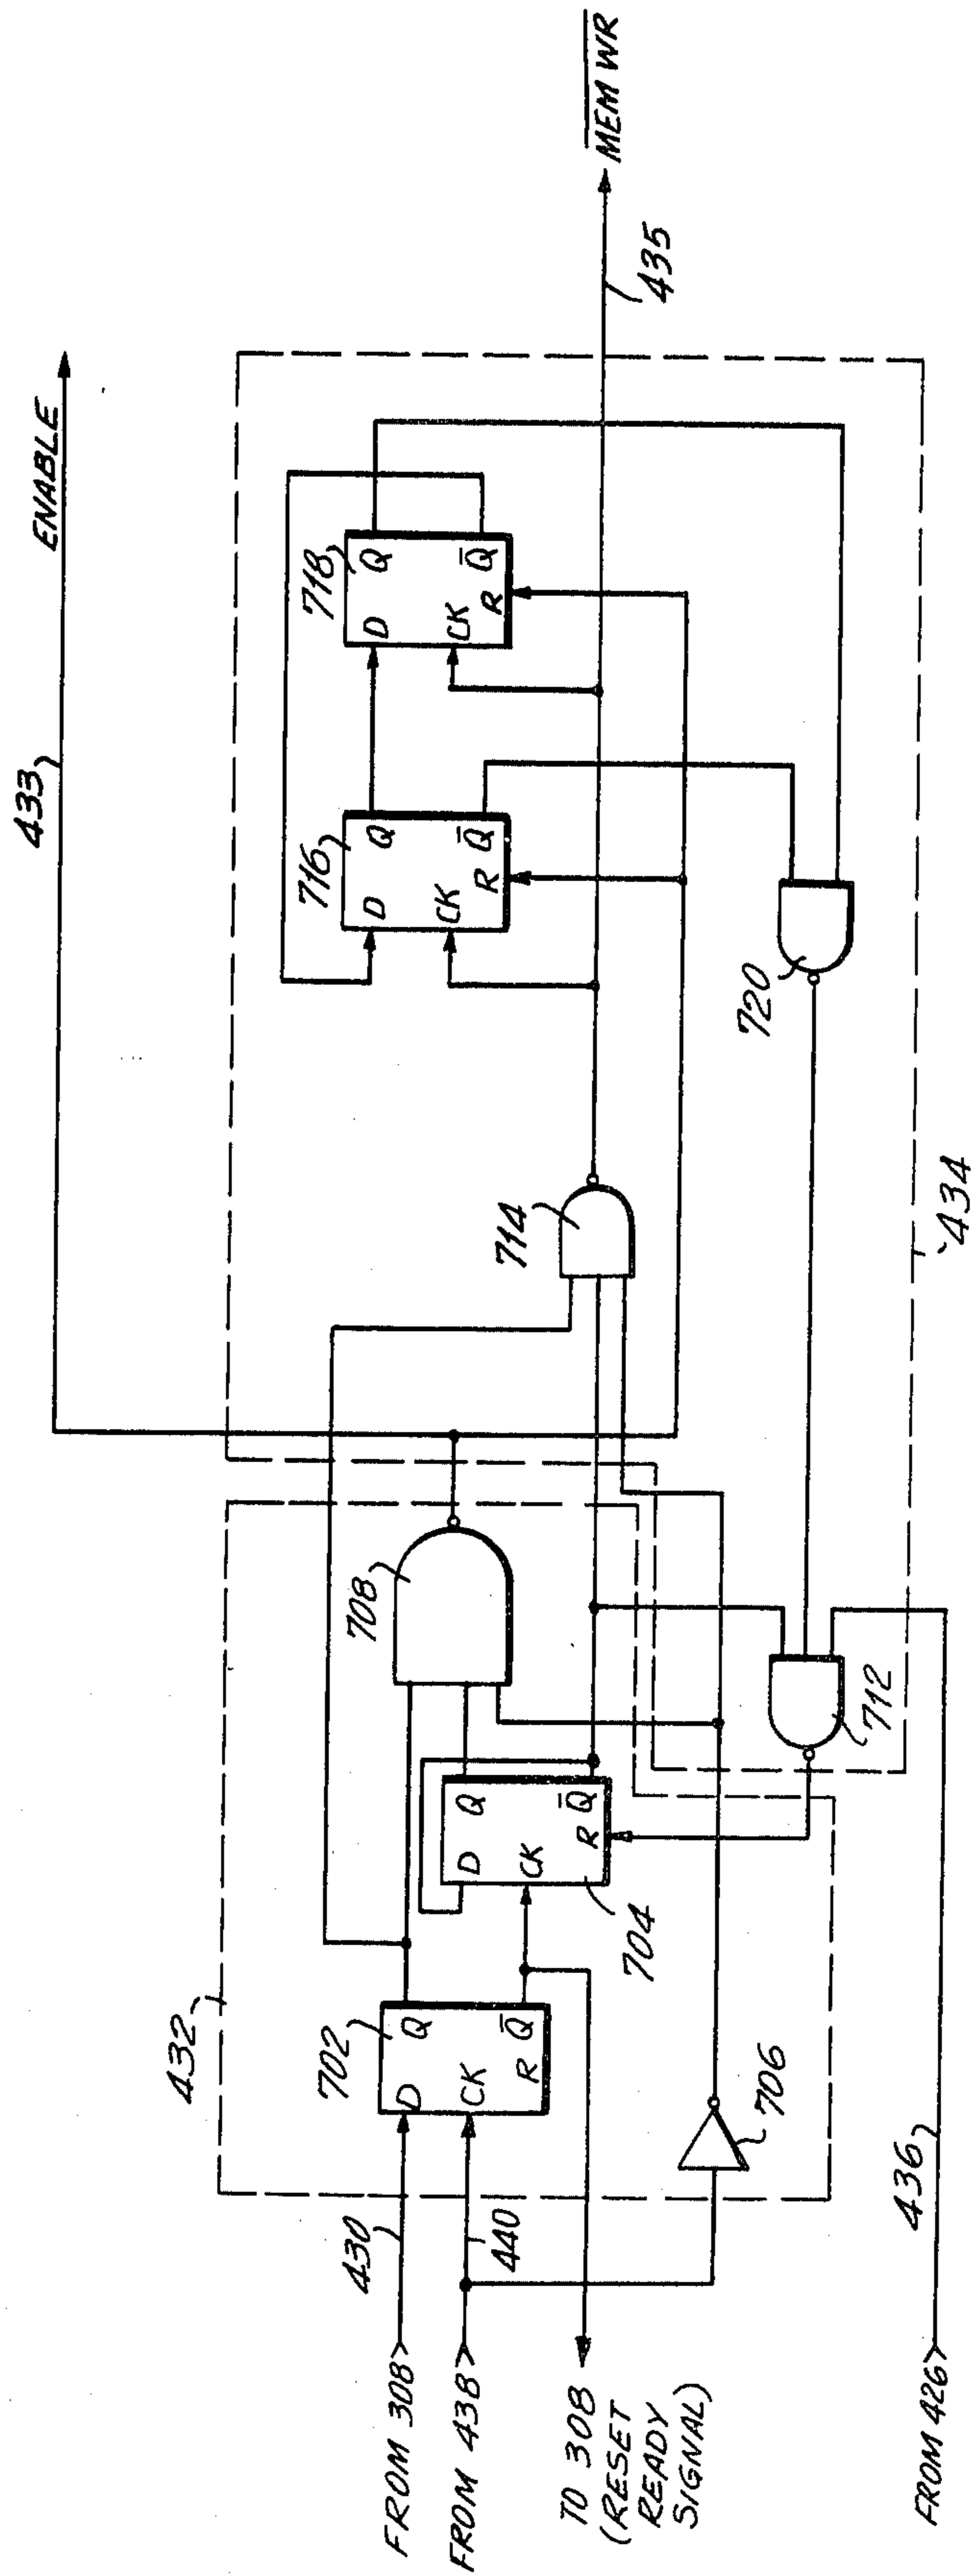 433
ENABLE
432
702
D
Q
CK
Q̅
R
708
D
Q
CK
Q̅
R
704
706
714
716
D
Q
CK
Q̅
R
718
D
Q
CK
Q̅
R
MEM WR
435
720
712
434
430
440
436
FROM 308
FROM 438
TO 308
(RESET
READY
SIGNAL)
FROM 426